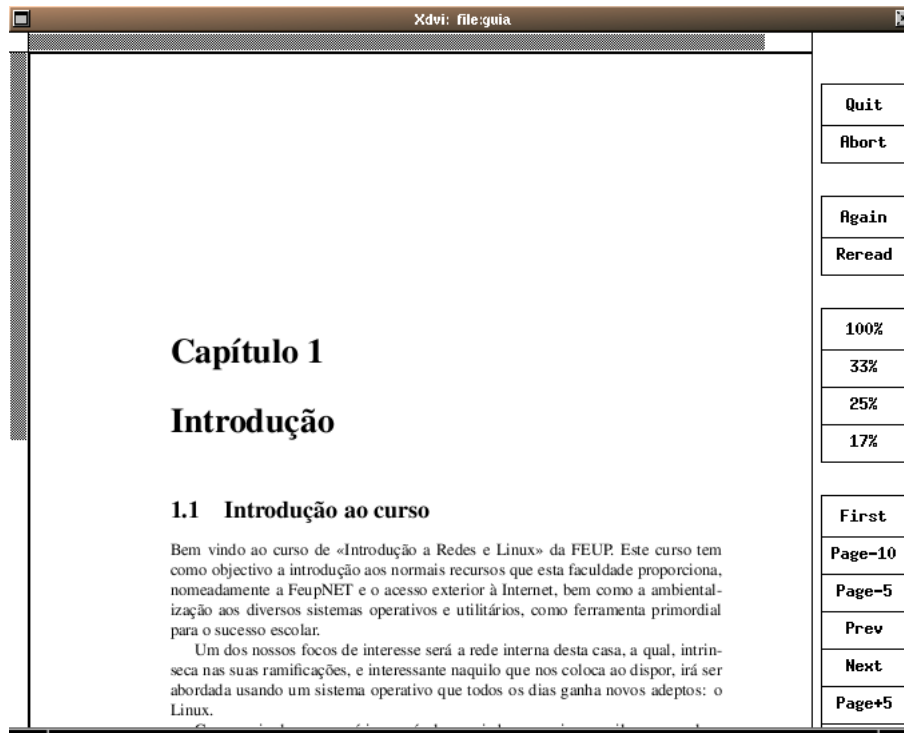 Xdvi: file:guia
Quit
Abort
Again
Reread
100%
33%
25%
17%
First
Page-10
Page-5
Prev
Next
Page+5
Capítulo 1
Introdução
1.1 Introdução ao curso
Bem vindo ao curso de «Introdução a Redes e Linux» da FEUP. Este curso tem
como objectivo a introdução aos normais recursos que esta faculdade proporciona,
nomeadamente a FeupNET e o acesso exterior à Internet, bem como a ambiental-
ização aos diversos sistemas operativos e utilitários, como ferramenta primordial
para o sucesso escolar.
Um dos nossos focos de interesse será a rede interna desta casa, a qual, intrin-
seca nas suas ramificações, e interessante naquilo que nos coloca ao dispor, irá ser
abordada usando um sistema operativo que todos os dias ganha novos adeptos: o
Linux.